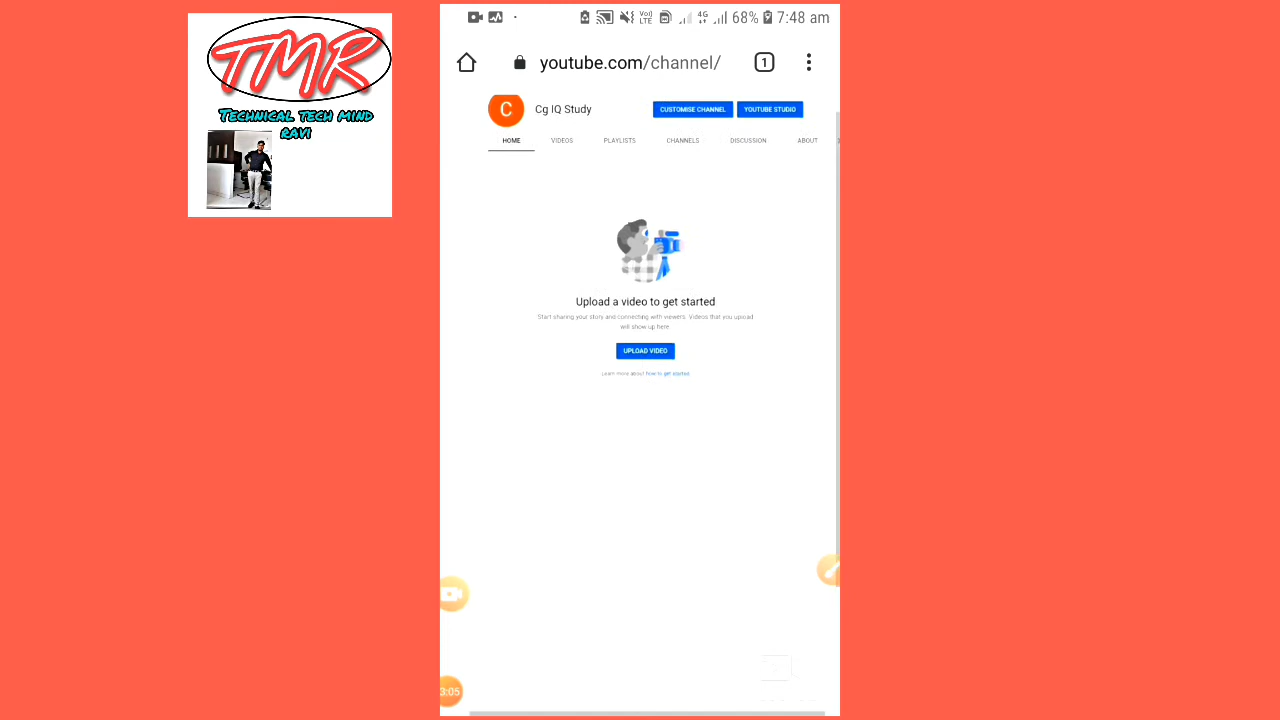 TMR
TECHNICAL TECH MIND
RAVI
Voj) LTE 4G 68% 7:48 am
youtube.com/channel/ 1
C Cg IQ Study CUSTOMISE CHANNEL YOUTUBE STUDIO
HOME VIDEOS PLAYLISTS CHANNELS DISCUSSION ABOUT
Upload a video to get started
Start sharing your story and connecting with viewers. Videos that you upload
will show up here
UPLOAD VIDEO
Learn more about how to get started
3:05